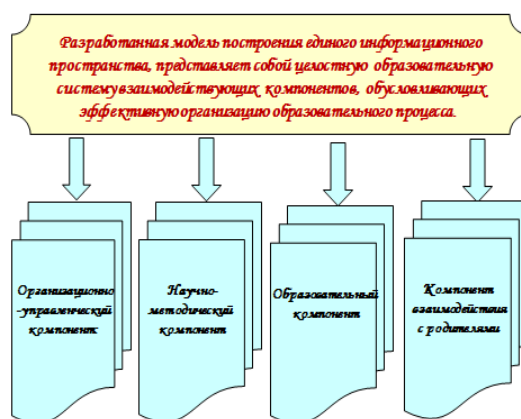 Разработанная модель построения единого информационного
пространства, представляет собой целостную образовательную
систему взаимодействующих компонентов, обусловливающих
эффективную организацию образовательного процесса.
Организационно
-управленческий
компонент:
Научно-
методический
компонент
Образовательный
компонент
Компонент
взаимодействия
с родителями